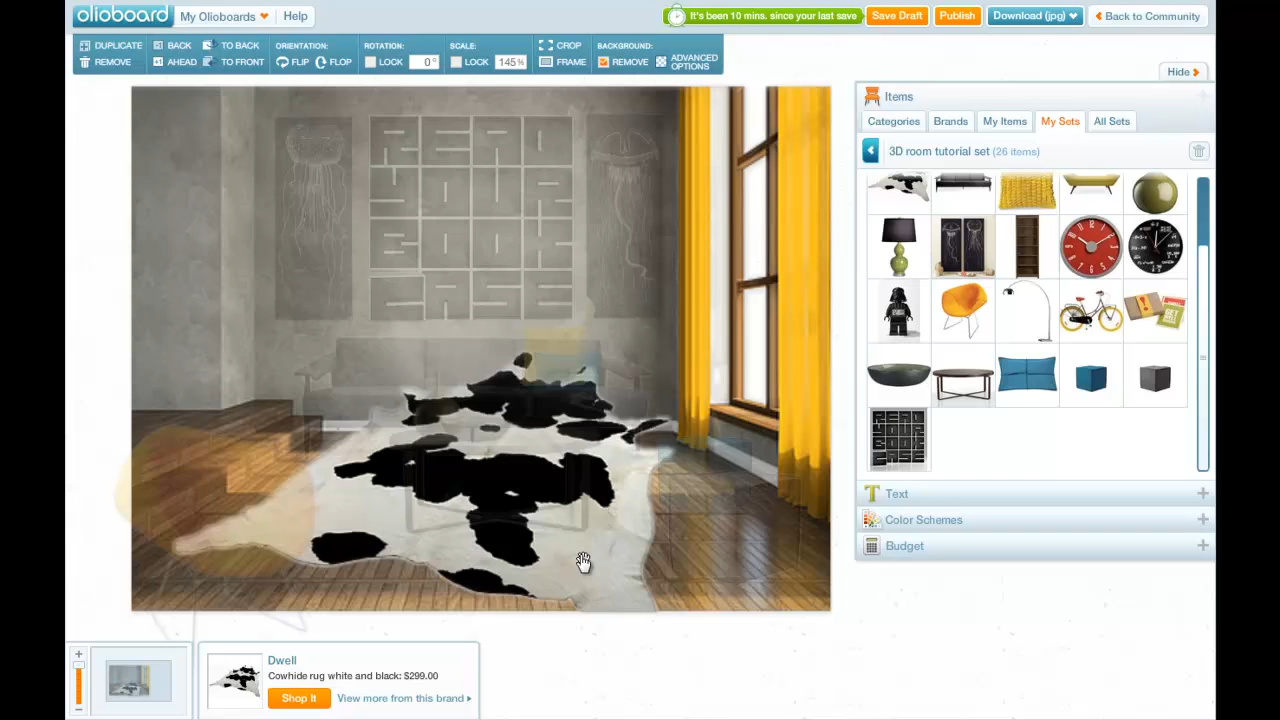 olioboard My Olioboards Help It's been 10 mins. since your last save Save Draft Publish Download (jpg) Back to Community
DUPLICATE BACK TO BACK ORIENTATION: ROTATION: SCALE: CROP BACKGROUND:
REMOVE AHEAD TO FRONT FLIP FLOP LOCK 0° LOCK 145% FRAME REMOVE ADVANCED OPTIONS
Hide
Items
Categories Brands My Items My Sets All Sets
3D room tutorial set (26 items)
READ
YOUR
BOOK
CASE
Text
Color Schemes
Budget
Dwell
Cowhide rug white and black: $299.00
Shop It View more from this brand